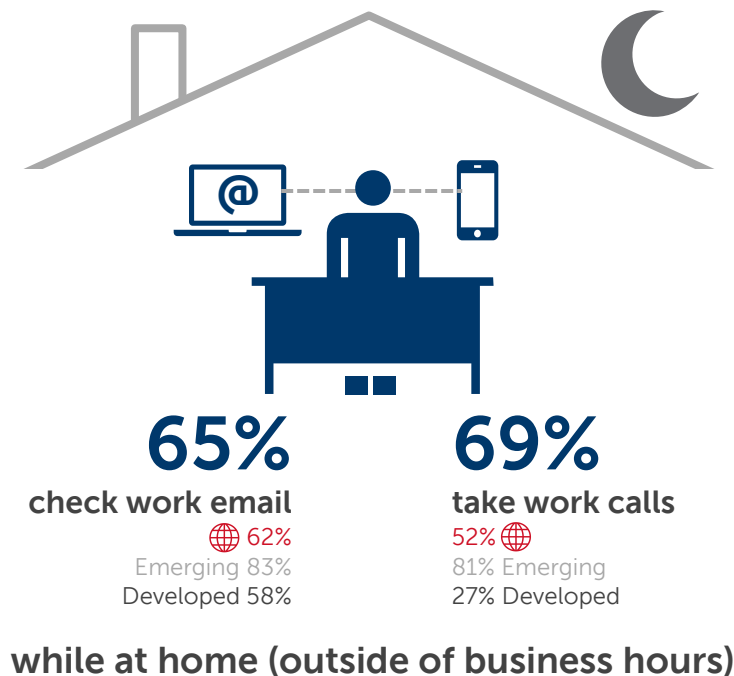 @
65%
check work email
62%
Emerging 83%
Developed 58%
69%
take work calls
52%
81% Emerging
27% Developed
while at home (outside of business hours)